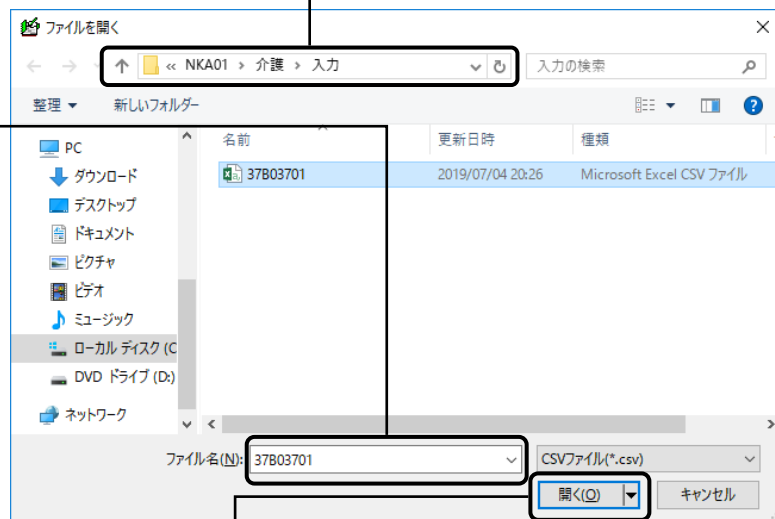 ファイルを開く
« NKA01 › 介護 › 入力
入力の検索
整理 新しいフォルダー
名前 更新日時 種類
37B03701 2019/07/04 20:26 Microsoft Excel CSV ファイル
PC
ダウンロード
デスクトップ
ドキュメント
ピクチャ
ビデオ
ミュージック
ローカル ディスク (C
DVD ドライブ (D:)
ネットワーク
ファイル名(N): 37B03701 CSVファイル(*.csv)
開く(O) キャンセル